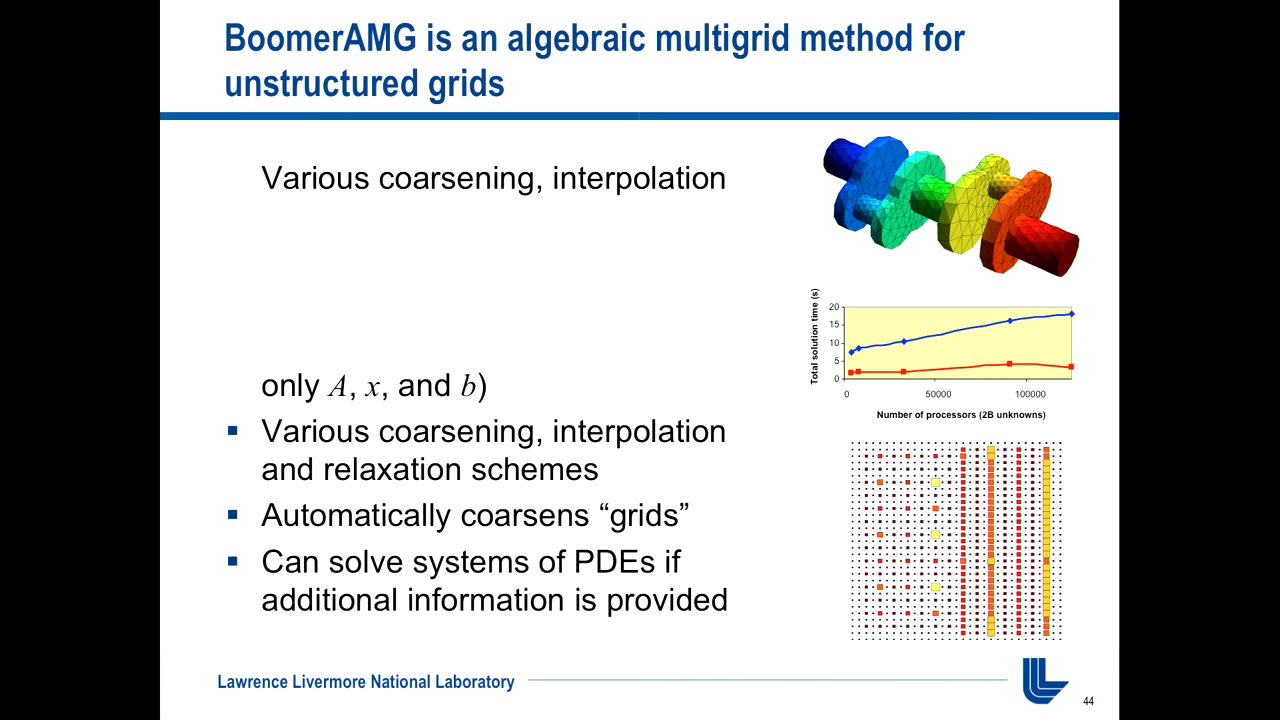 BoomerAMG is an algebraic multigrid method for
unstructured grids
Various coarsening, interpolation
only A, x, and b)
▪ Various coarsening, interpolation
and relaxation schemes
▪ Automatically coarsens “grids”
▪ Can solve systems of PDEs if
additional information is provided
Total solution time (s)
20
15
10
5
0
0 50000 100000
Number of processors (2B unknowns)
Lawrence Livermore National Laboratory
44